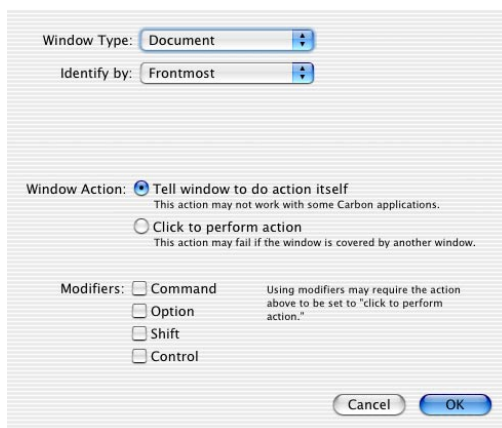 Window Type: Document
Identify by: Frontmost
Window Action: Tell window to do action itself
This action may not work with some Carbon applications.
Click to perform action
This action may fail if the window is covered by another window.
Modifiers: Command
Using modifiers may require the action
above to be set to "click to perform
action."
Option
Shift
Control
Cancel OK